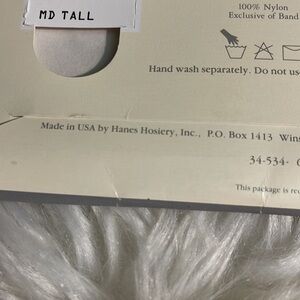 MD TALL
100% Nylon
Exclusive of Band
Hand wash separately. Do not us
Made in USA by Hanes Hosiery, Inc., P.O. Box 1413 Wins
34-534-
This package is rec